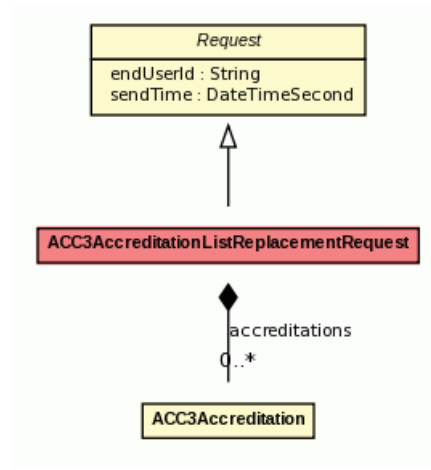 Request
endUserId : String
sendTime : DateTimeSecond
ACC3AccreditationListReplacementRequest
accreditations
0..*
ACC3Accreditation